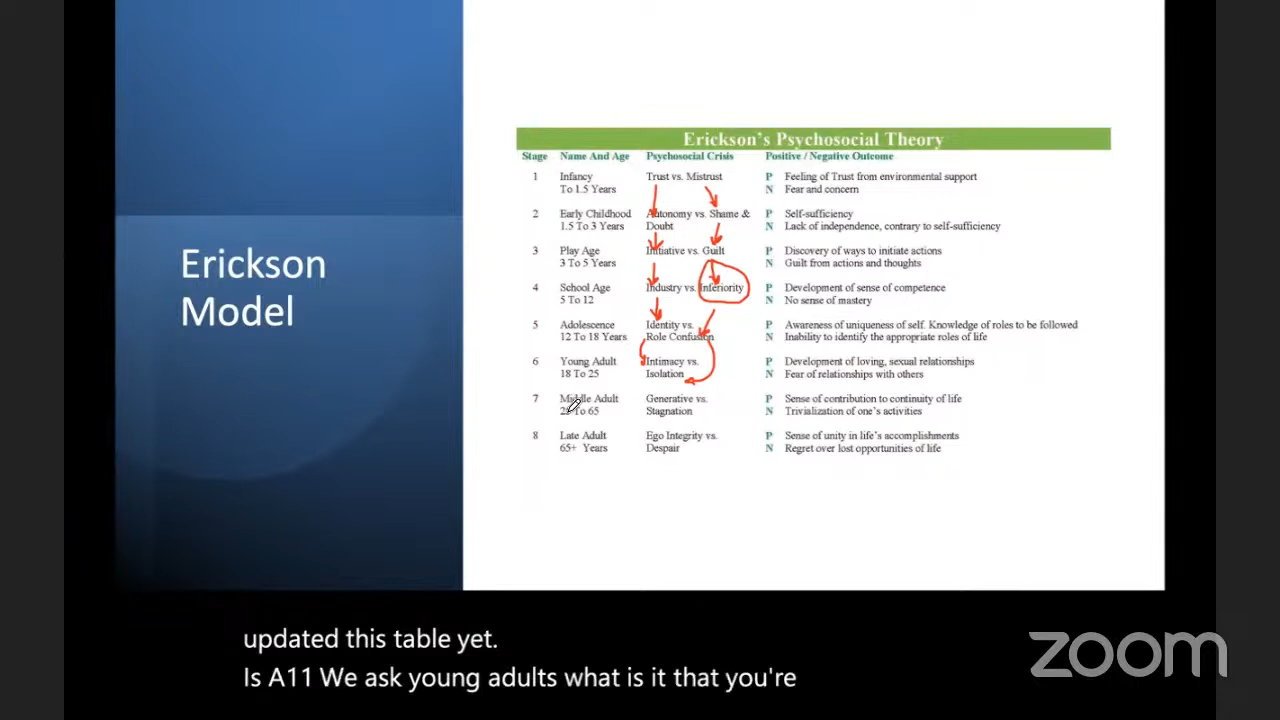 Erickson
Model
Erickson's Psychosocial Theory
Stage Name And Age Psychosocial Crisis Positive / Negative Outcome
1 Infancy Trust vs. Mistrust P Feeling of Trust from environmental support
To 1.5 Years N Fear and concern
2 Early Childhood Autonomy vs. Shame & P Self-sufficiency
1.5 To 3 Years Doubt N Lack of independence, contrary to self-sufficiency
3 Play Age Initiative vs. Guilt P Discovery of ways to initiate actions
3 To 5 Years N Guilt from actions and thoughts
4 School Age Industry vs. Inferiority P Development of sense of competence
5 To 12 N No sense of mastery
5 Adolescence Identity vs. P Awareness of uniqueness of self. Knowledge of roles to be followed
12 To 18 Years Role Confusion N Inability to identify the appropriate roles of life
6 Young Adult Intimacy vs. P Development of loving, sexual relationships
18 To 25 Isolation N Fear of relationships with others
7 Middle Adult Generative vs. P Sense of contribution to continuity of life
25 To 65 Stagnation N Trivialization of one's activities
8 Late Adult Ego Integrity vs. P Sense of unity in life's accomplishments
65+ Years Despair N Regret over lost opportunities of life
updated this table yet.
Is A11 We ask young adults what is it that you're
zoom